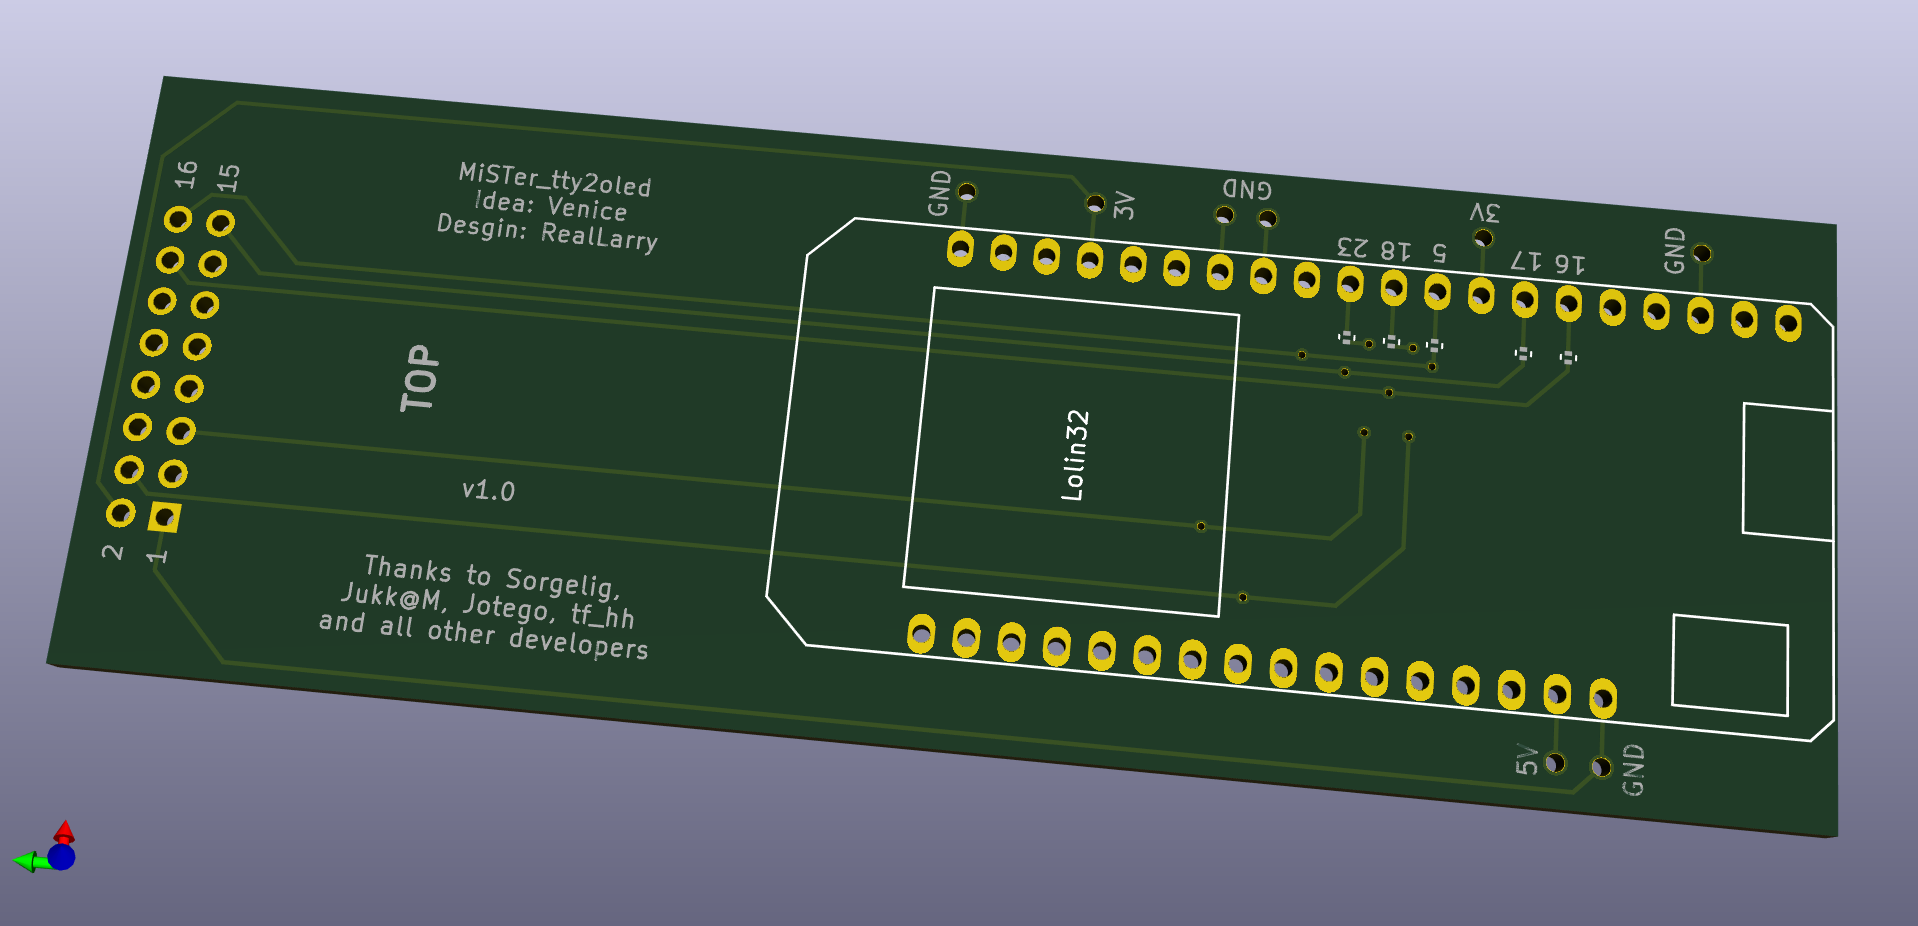 16
15
MiSTer_tty2oled
Idea: Venice
Desgin: RealLarry
GND
3V
GND
3V
GND
23 18 5 17 16
TOP
Lolin32
v1.0
2
1
Thanks to Sorgelig,
Jukk@M, Jotego, tf_hh
and all other developers
5V
GND